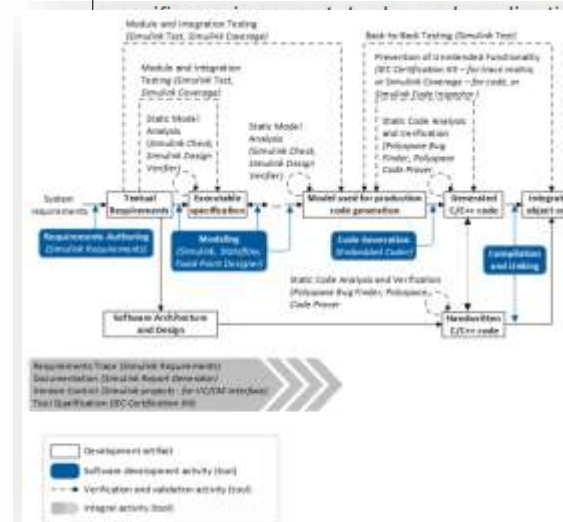 Module and Integration Testing
(Simulink Test, Simulink Coverage)
Back-to-Back Testing (Simulink Test)
Module and Integration
Testing (Simulink Test,
Simulink Coverage)
Prevention of Unintended Functionality
(IEC Certification Kit – for trace matrix,
or Simulink Coverage – for code, or
Simulink Code Inspector)
Static Model
Analysis
(Simulink Check,
Simulink Design
Verifier)
Static Model
Analysis
(Simulink Check,
Simulink Design
Verifier)
Static Code Analysis
and Verification
(Polyspace Bug
Finder, Polyspace
Code Prover
System
requirements
Textual
Requirements
Executable
specification
...
Model used for production
code generation
Generated
C/C++ code
object
Requirements Authoring
(Simulink Requirements)
Modeling
(Simulink, Stateflow,
Fixed-Point Designer)
Code Generation
(Embedded Coder)
Compilation
and Linking
Static Code Analysis and Verification
(Polyspace Bug Finder, Polyspace
Code Prover
Software Architecture
and Design
Handwritten
C/C++ code
Requirements Trace (Simulink Requirements)
Documentation (Simulink Report Generator)
Version Control (Simulink projects - for VC/CM interface)
Tool Qualification (IEC Certification Kit)
Development artifact
Software development activity (tool)
Verification and validation activity (tool)
Integral activity (tool)